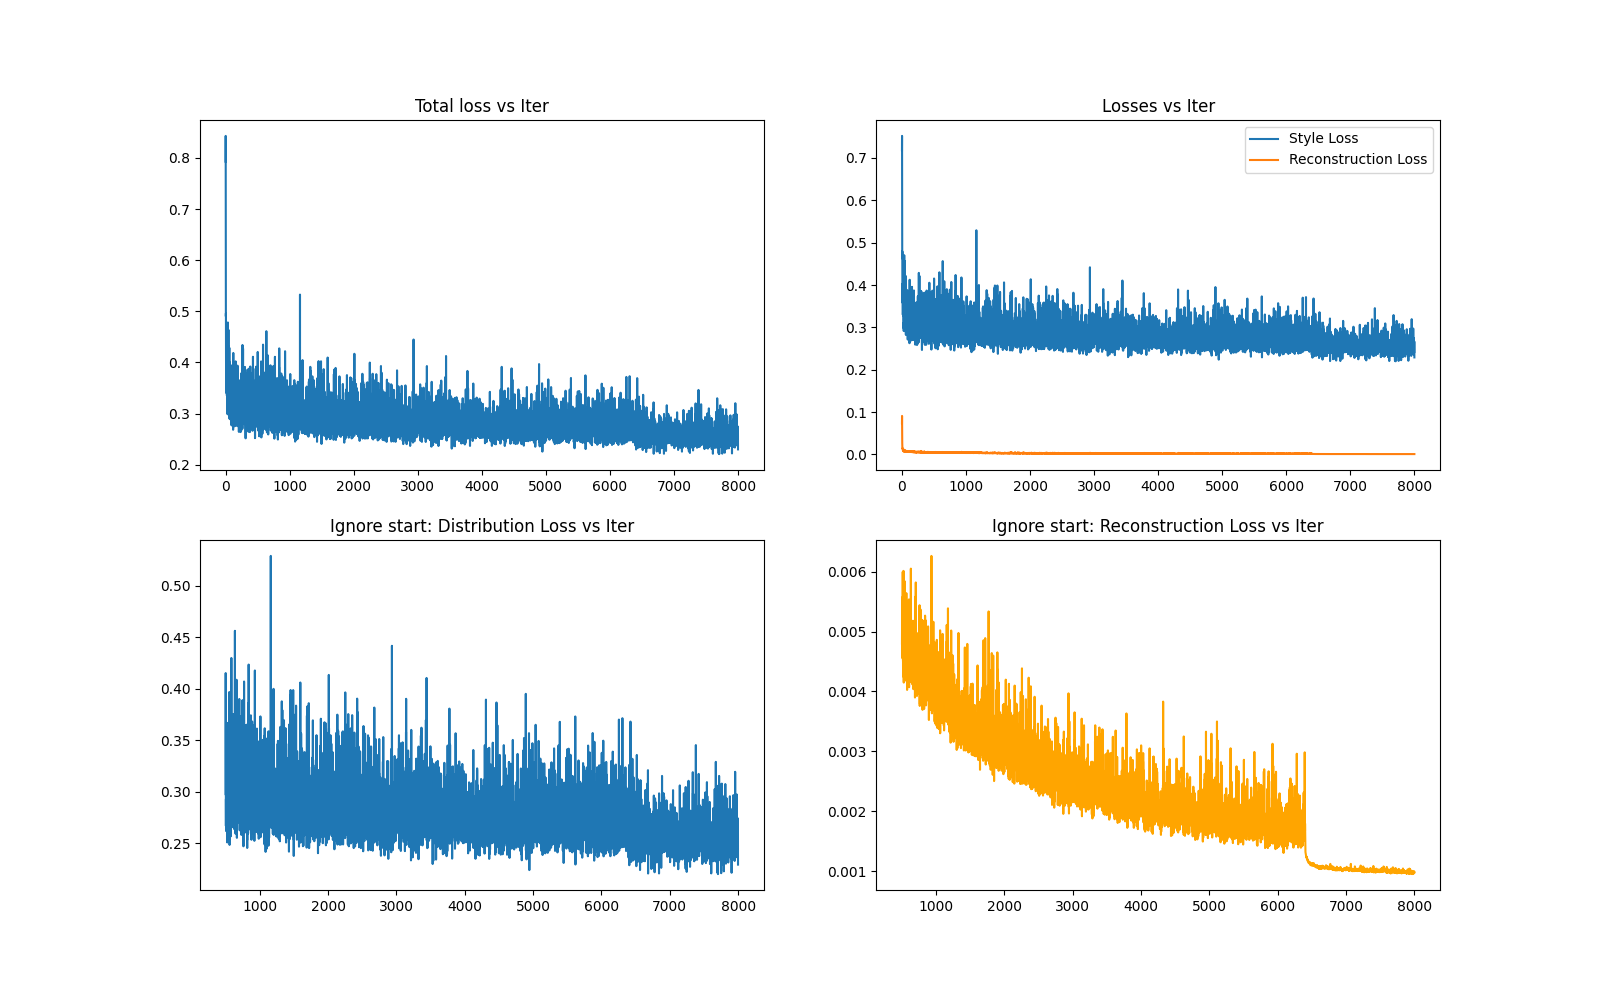 Total loss vs Iter
0.8
0.7
0.6
0.5
0.4
0.3
0.2
0 1000 2000 3000 4000 5000 6000 7000 8000
Losses vs Iter
Style Loss
Reconstruction Loss
0.7
0.6
0.5
0.4
0.3
0.2
0.1
0.0
0 1000 2000 3000 4000 5000 6000 7000 8000
Ignore start: Distribution Loss vs Iter
0.50
0.45
0.40
0.35
0.30
0.25
1000 2000 3000 4000 5000 6000 7000 8000
Ignore start: Reconstruction Loss vs Iter
0.006
0.005
0.004
0.003
0.002
0.001
1000 2000 3000 4000 5000 6000 7000 8000